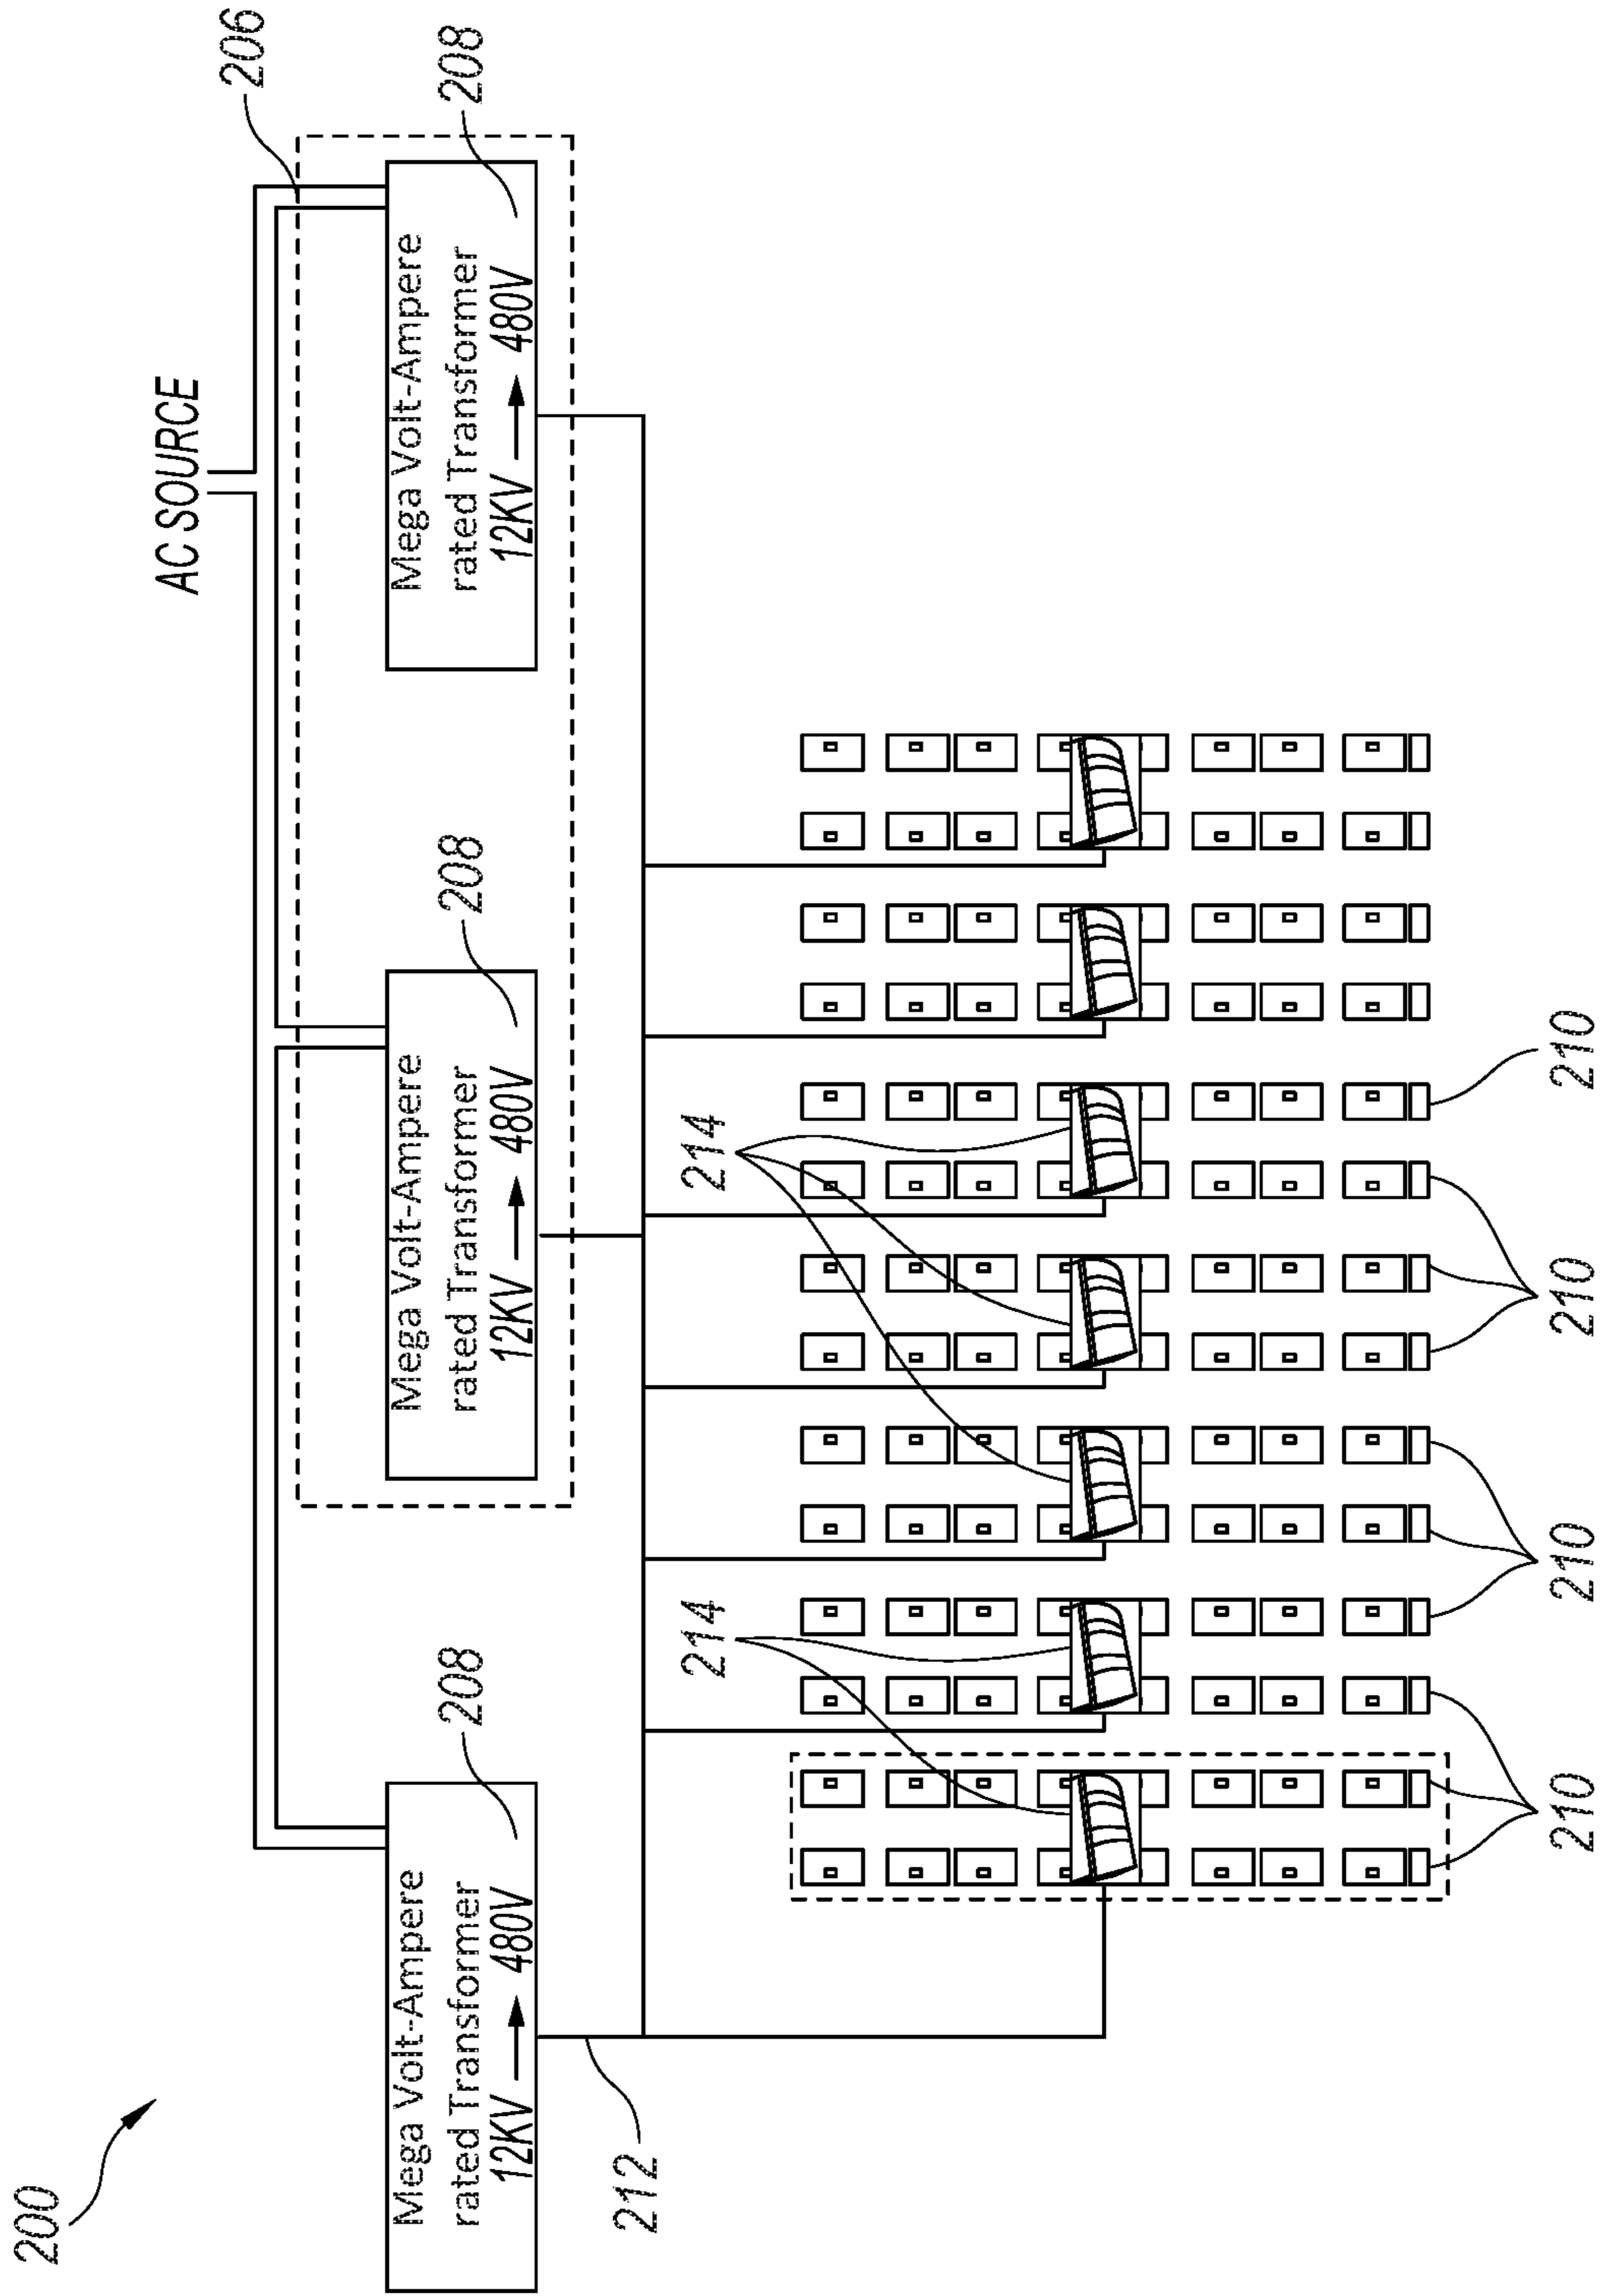 200
AC SOURCE
206
Mega Volt-Ampere
rated Transformer
12KV → 480V
208
Mega Volt-Ampere
rated Transformer
12KV → 480V
208
Mega Volt-Ampere
rated Transformer
12KV → 480V
208
212
214
214
210
210
210
210